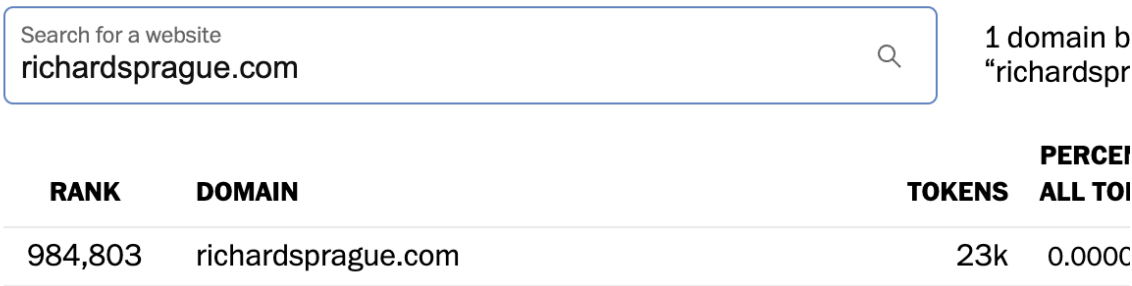 Search for a website
richardsprague.com
1 domain b
“richardspr
PERCEN
RANK DOMAIN TOKENS ALL TO
984,803 richardsprague.com 23k 0.0000